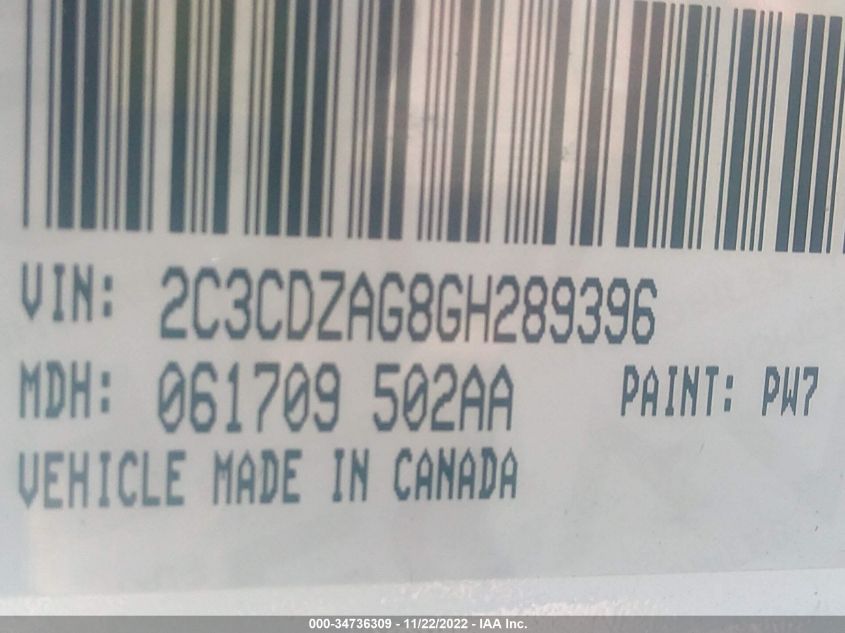 VIN: 2C3CDZAG8GH289396
MDH: 061709 502AA PAINT: PW7
VEHICLE MADE IN CANADA
000-34736309 - 11/22/2022 - IAA Inc.